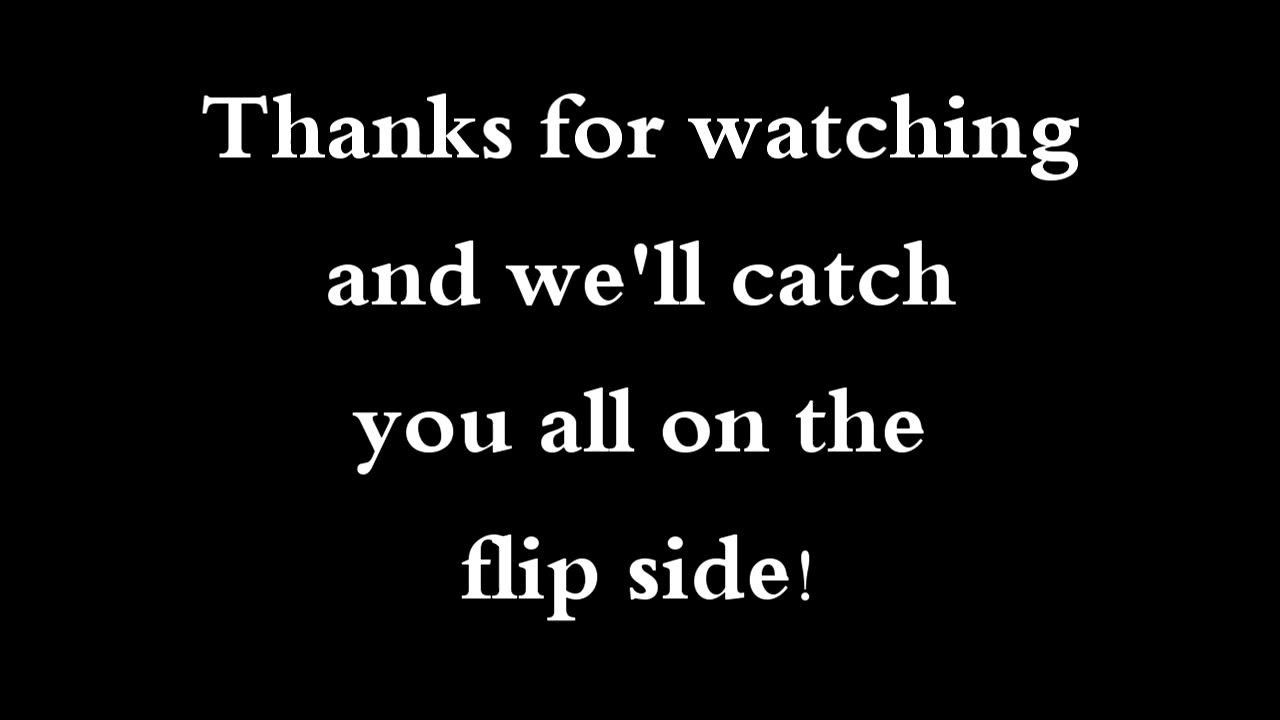 Thanks for watching
and we'll catch
you all on the
flip side!